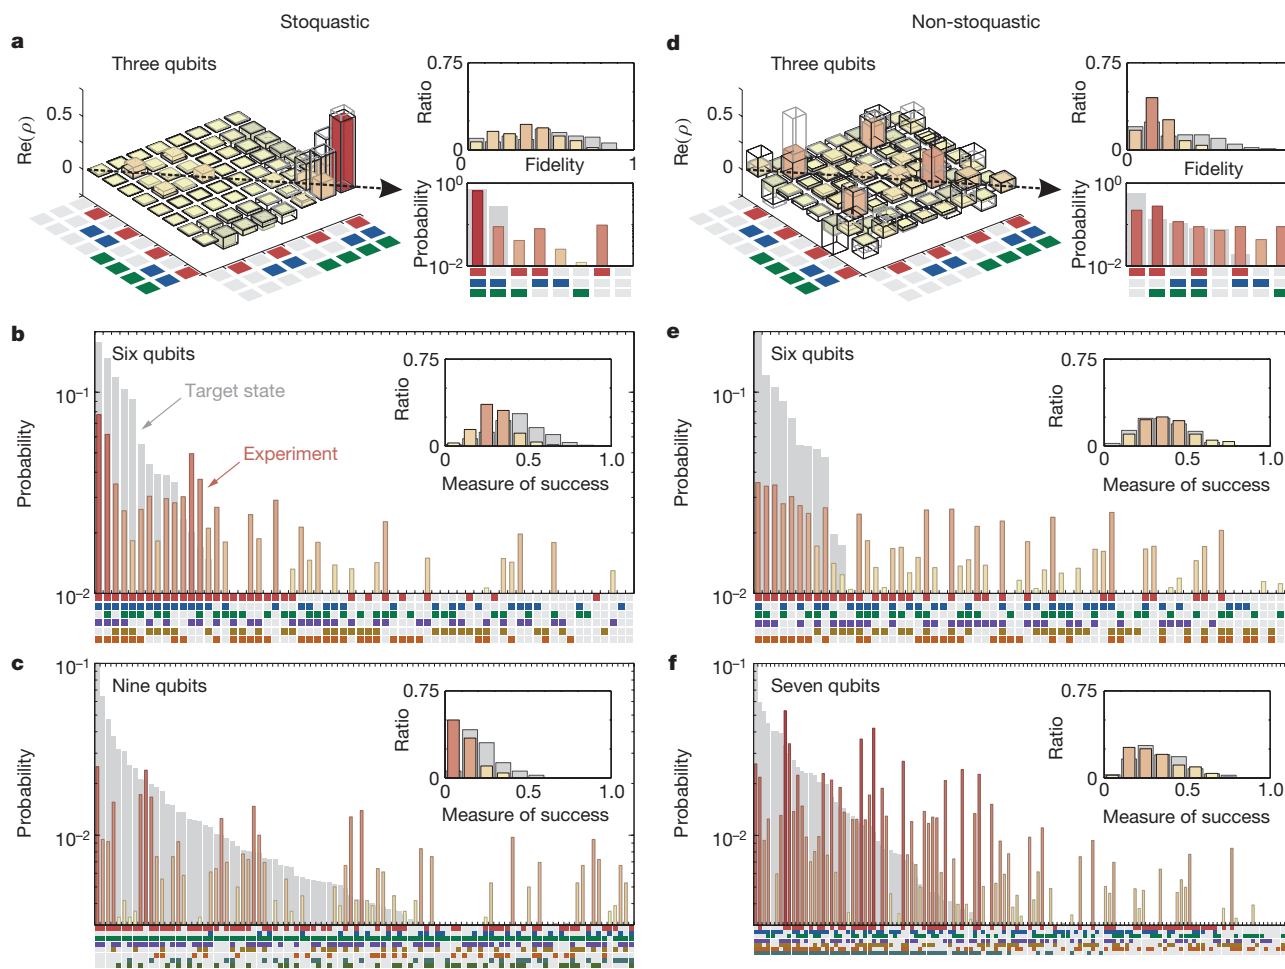 Stoquastic
Non-stoquastic
a
Three qubits
Re(ρ)
0.5
0
Ratio
0.75
0
0
1
Fidelity
Probability
10⁰
10⁻²
d
Three qubits
Re(ρ)
0.5
0
Ratio
0.75
0
0
Fidelity
Probability
10⁰
10⁻²
b
Six qubits
Target state
Experiment
Probability
10⁻¹
10⁻²
Ratio
0.75
0
0
0.5
1.0
Measure of success
e
Six qubits
Probability
10⁻¹
10⁻²
Ratio
0.75
0
0
0.5
1.0
Measure of success
c
Nine qubits
Probability
10⁻¹
10⁻²
Ratio
0.75
0
0
0.5
1.0
Measure of success
f
Seven qubits
Probability
10⁻¹
10⁻²
Ratio
0.75
0
0
0.5
1.0
Measure of success